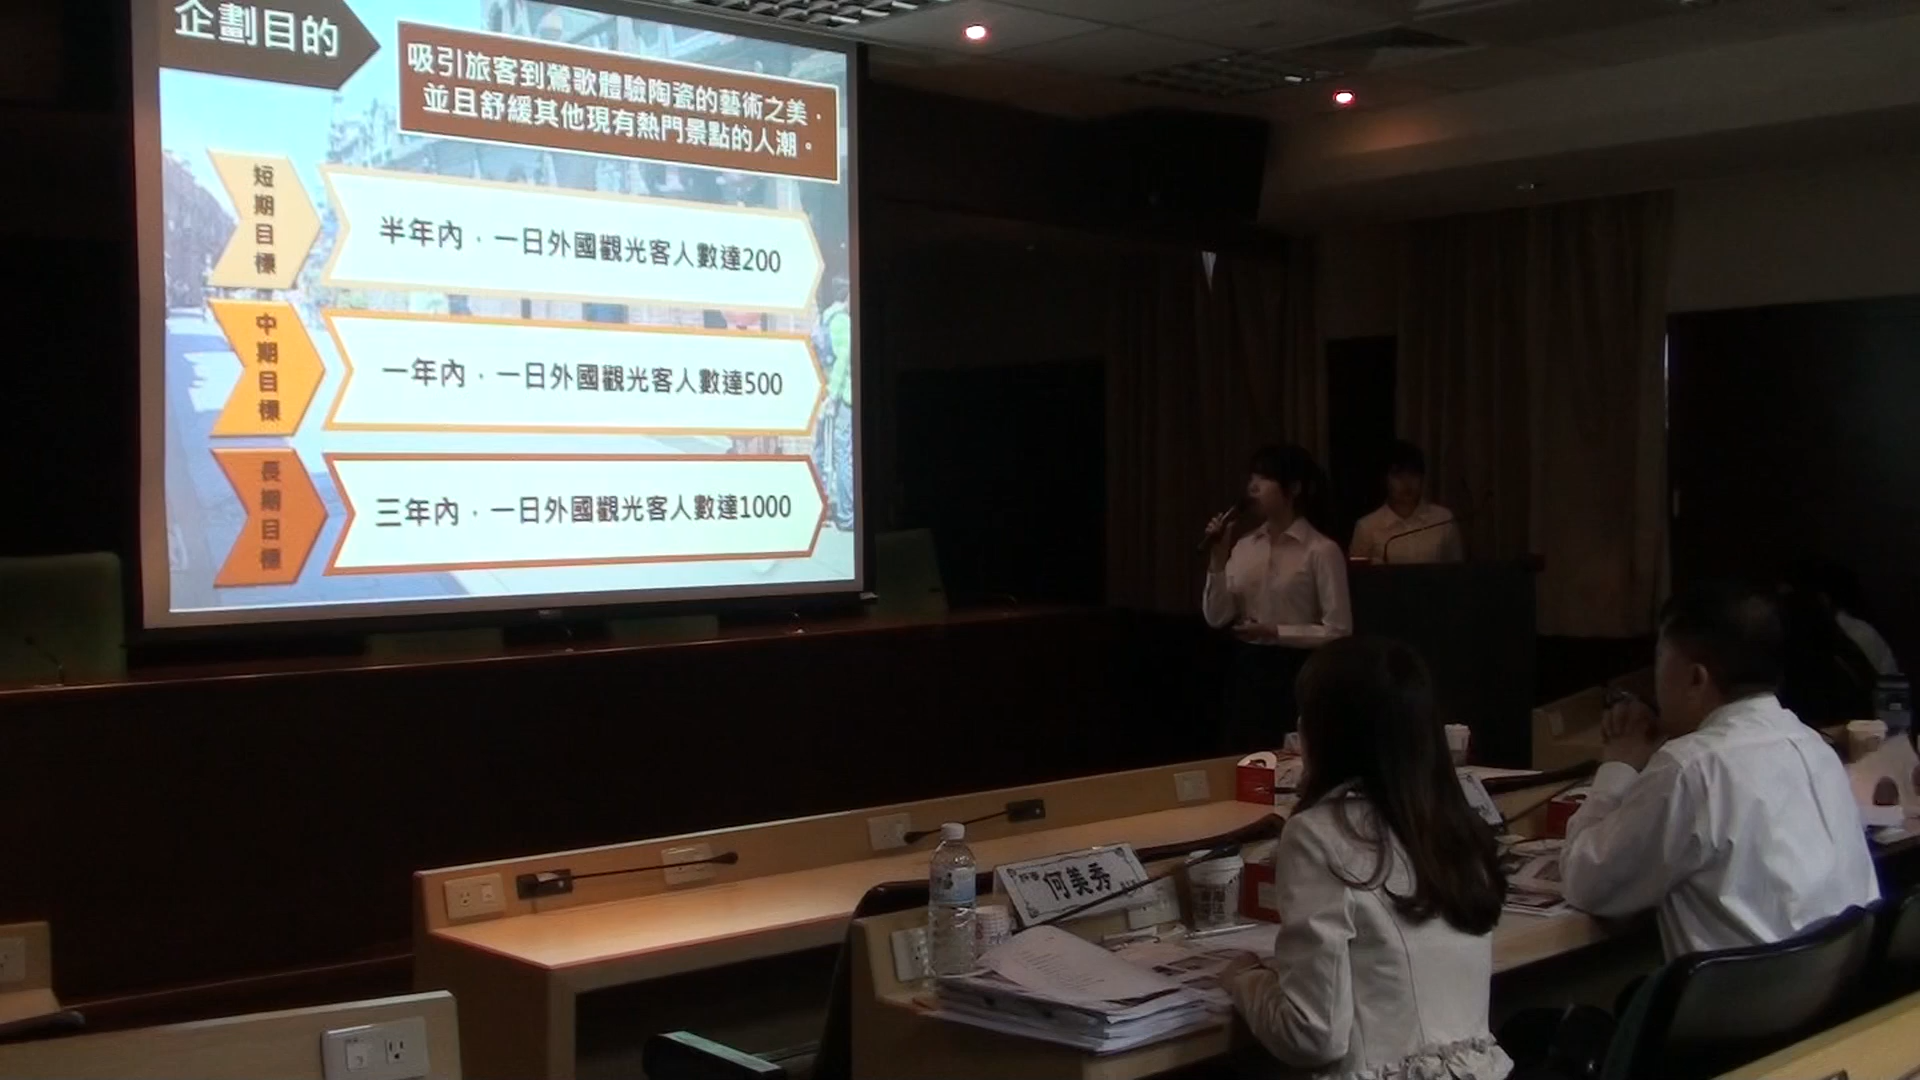 企劃目的
吸引旅客到鶯歌體驗陶瓷的藝術之美，
並且舒緩其他現有熱門景點的人潮。
短期目標
半年內，一日外國觀光客人數達200
中期目標
一年內，一日外國觀光客人數達500
長期目標
三年內，一日外國觀光客人數達1000
何美秀